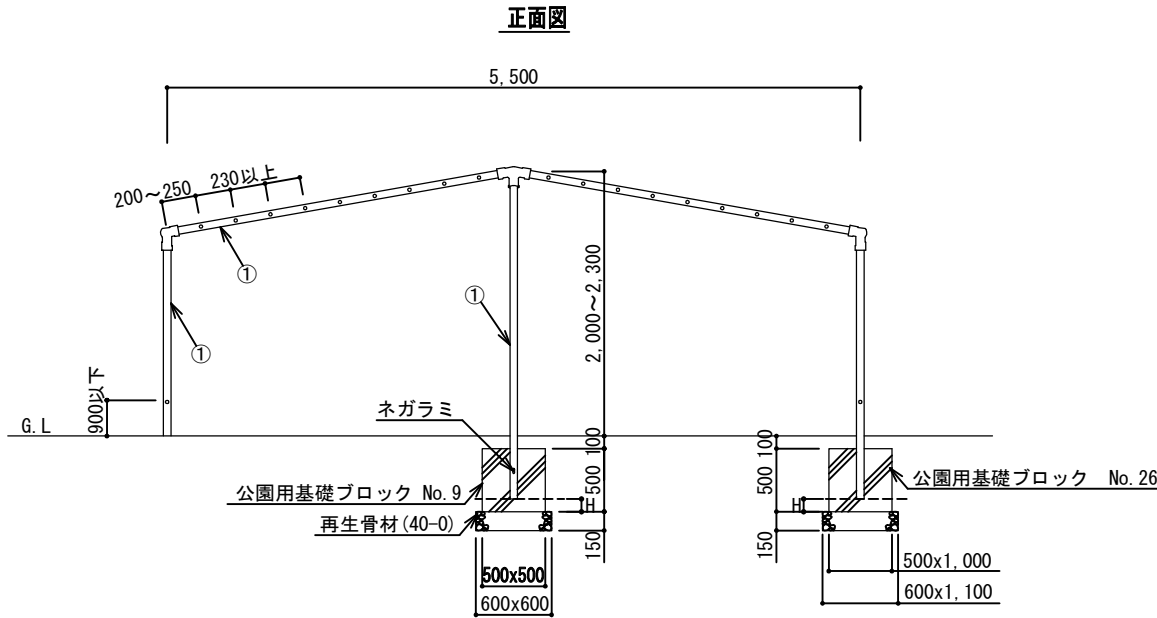 正面図
5,500
200～250
230以上
①
①
①
2,000～2,300
900以下
G.L
ネガラミ
100
100
500
500
公園用基礎ブロック No.9
公園用基礎ブロック No.26
H
H
再生骨材(40-0)
150
150
500x500
500x1,000
600x600
600x1,100